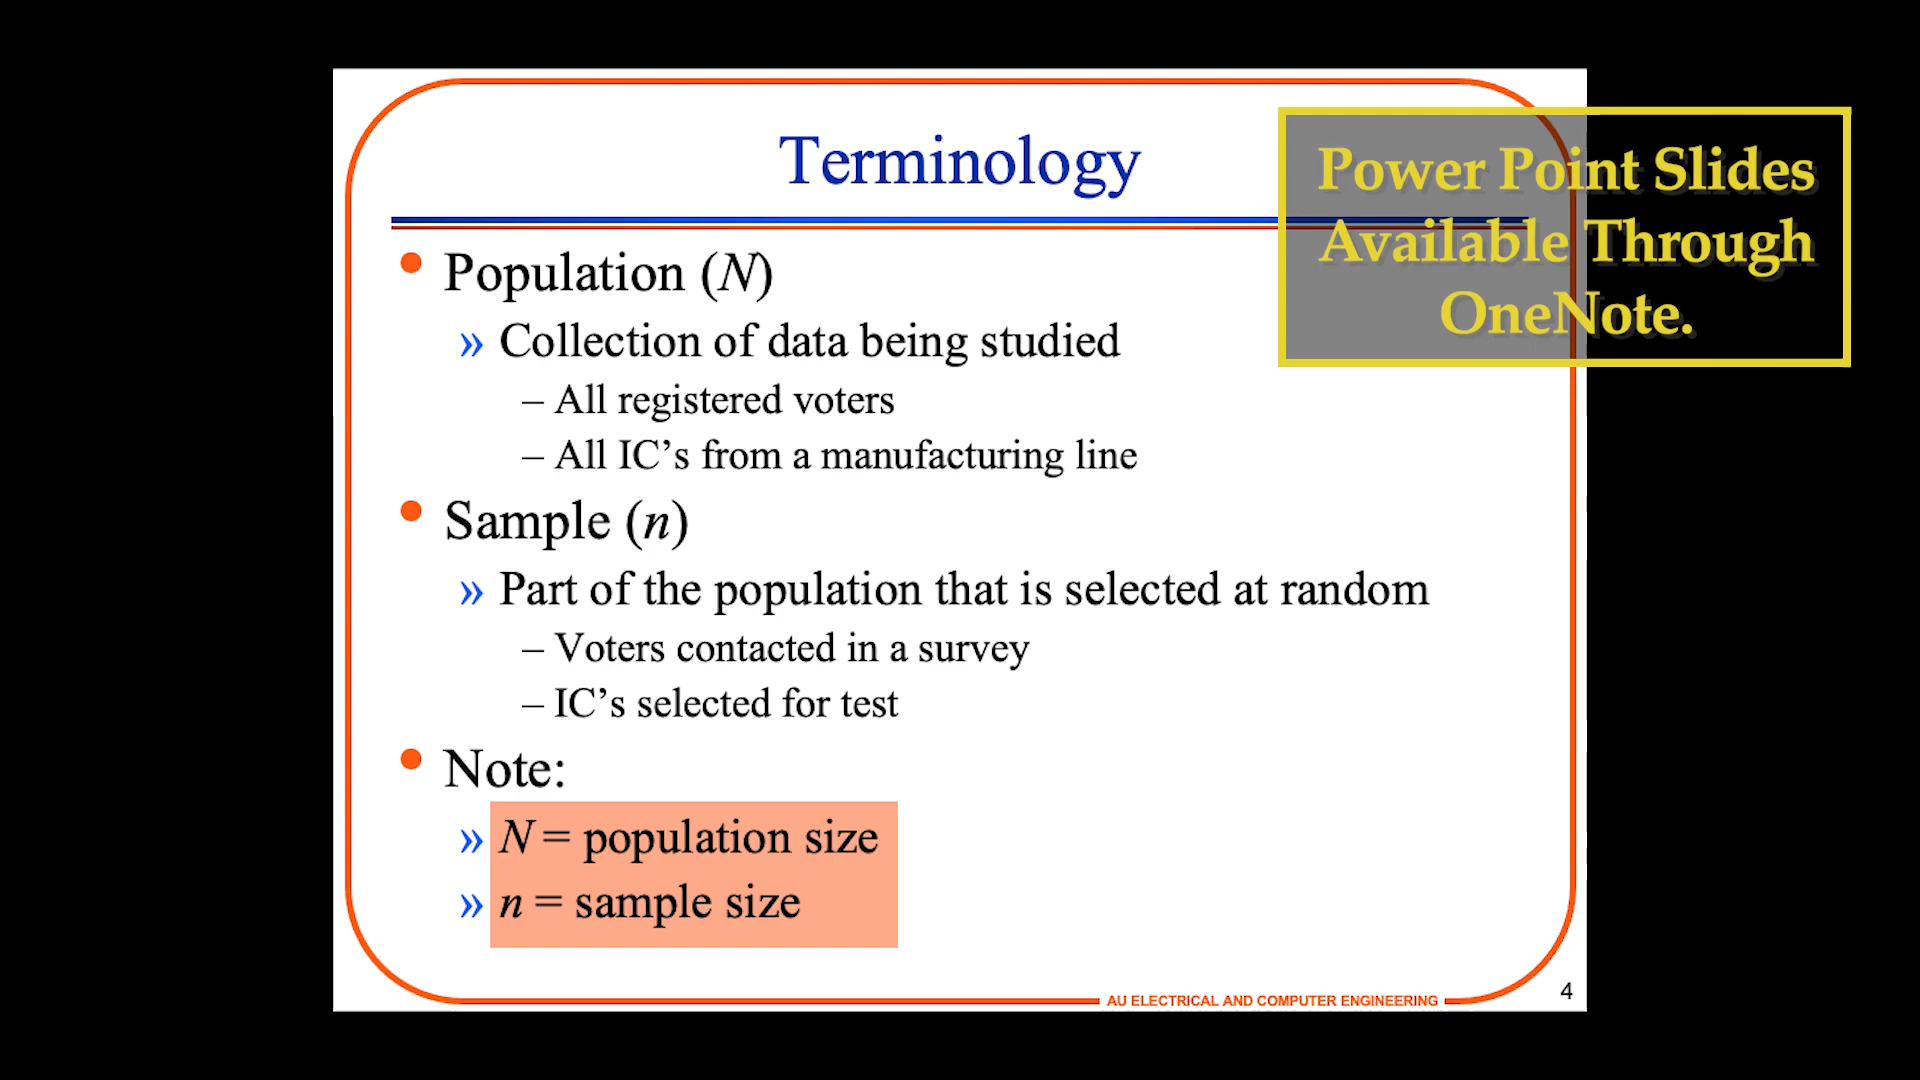 Terminology
Power Point Slides
Available Through
OneNote.
• Population (N)
» Collection of data being studied
– All registered voters
– All IC’s from a manufacturing line
• Sample (n)
» Part of the population that is selected at random
– Voters contacted in a survey
– IC’s selected for test
• Note:
» N = population size
» n = sample size
AU ELECTRICAL AND COMPUTER ENGINEERING
4